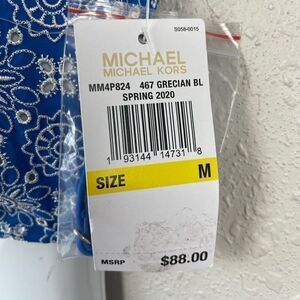 S058-0015
MICHAEL
MICHAEL KORS
MM4P824 467 GRECIAN BL
SPRING 2020
1 93144 14731 8
SIZE M
MSRP $88.00